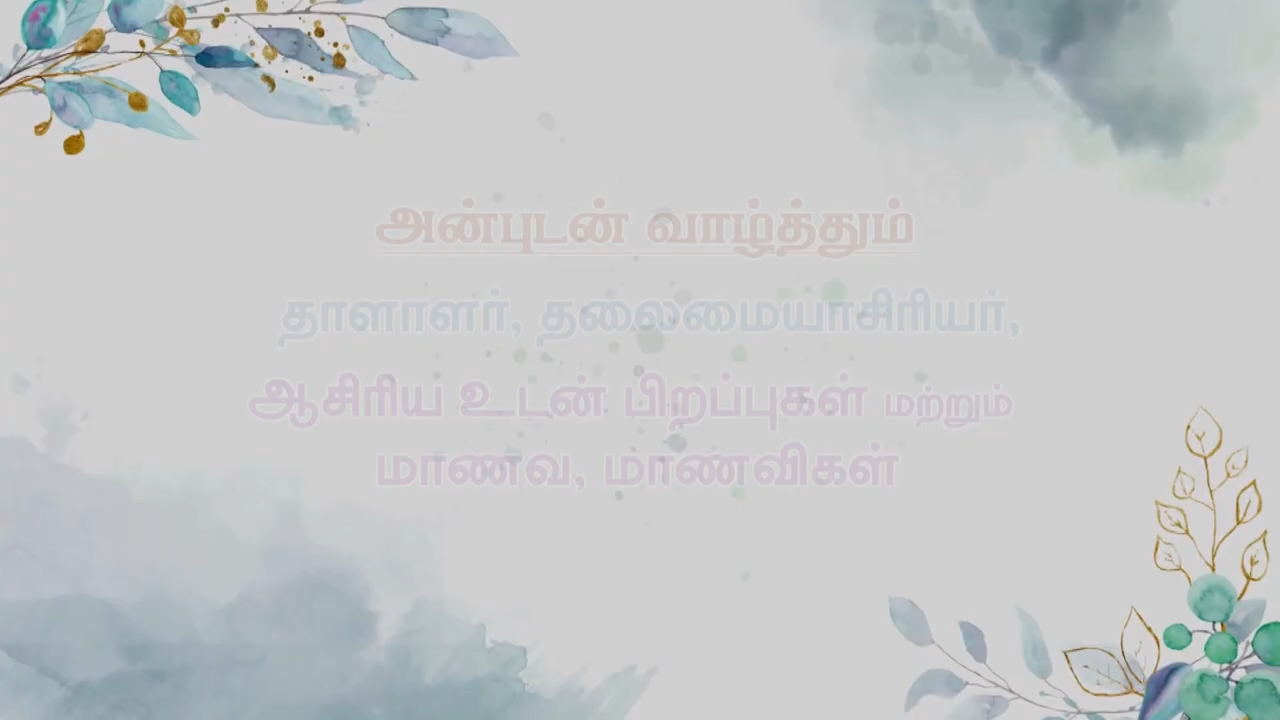 அன்புடன் வாழ்த்தும்
தாளாளர், தலைமையாசிரியர்,
ஆசிரிய உடன் பிறப்புகள் மற்றும்
மாணவ, மாணவிகள்